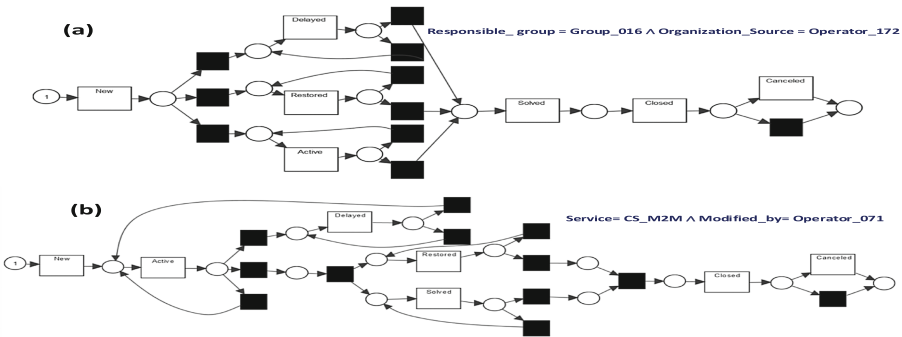 (a)
Responsible_ group = Group_016 ∧ Organization_Source = Operator_172
Delayed
Canceled
1
New
Restored
Solved
Closed
Active
(b)
Service= CS_M2M ∧ Modified_by= Operator_071
Delayed
1
New
Active
Restored
Canceled
Solved
Closed